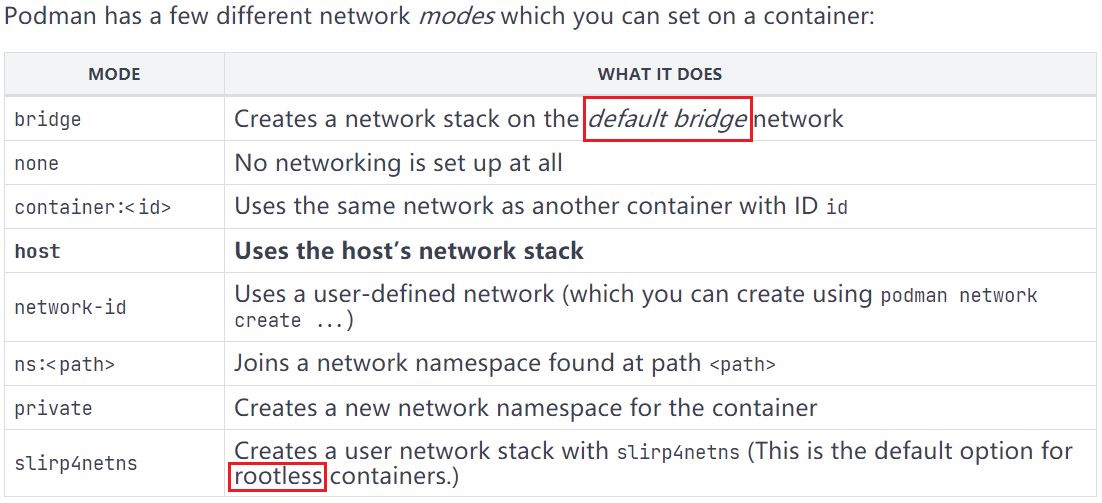 Podman has a few different network modes which you can set on a container:
MODE WHAT IT DOES
bridge Creates a network stack on the default bridge network
none No networking is set up at all
container:<id> Uses the same network as another container with ID id
host Uses the host’s network stack
network-id Uses a user-defined network (which you can create using podman network
create ...)
ns:<path> Joins a network namespace found at path <path>
private Creates a new network namespace for the container
slirp4netns Creates a user network stack with slirp4netns (This is the default option for
rootless containers.)